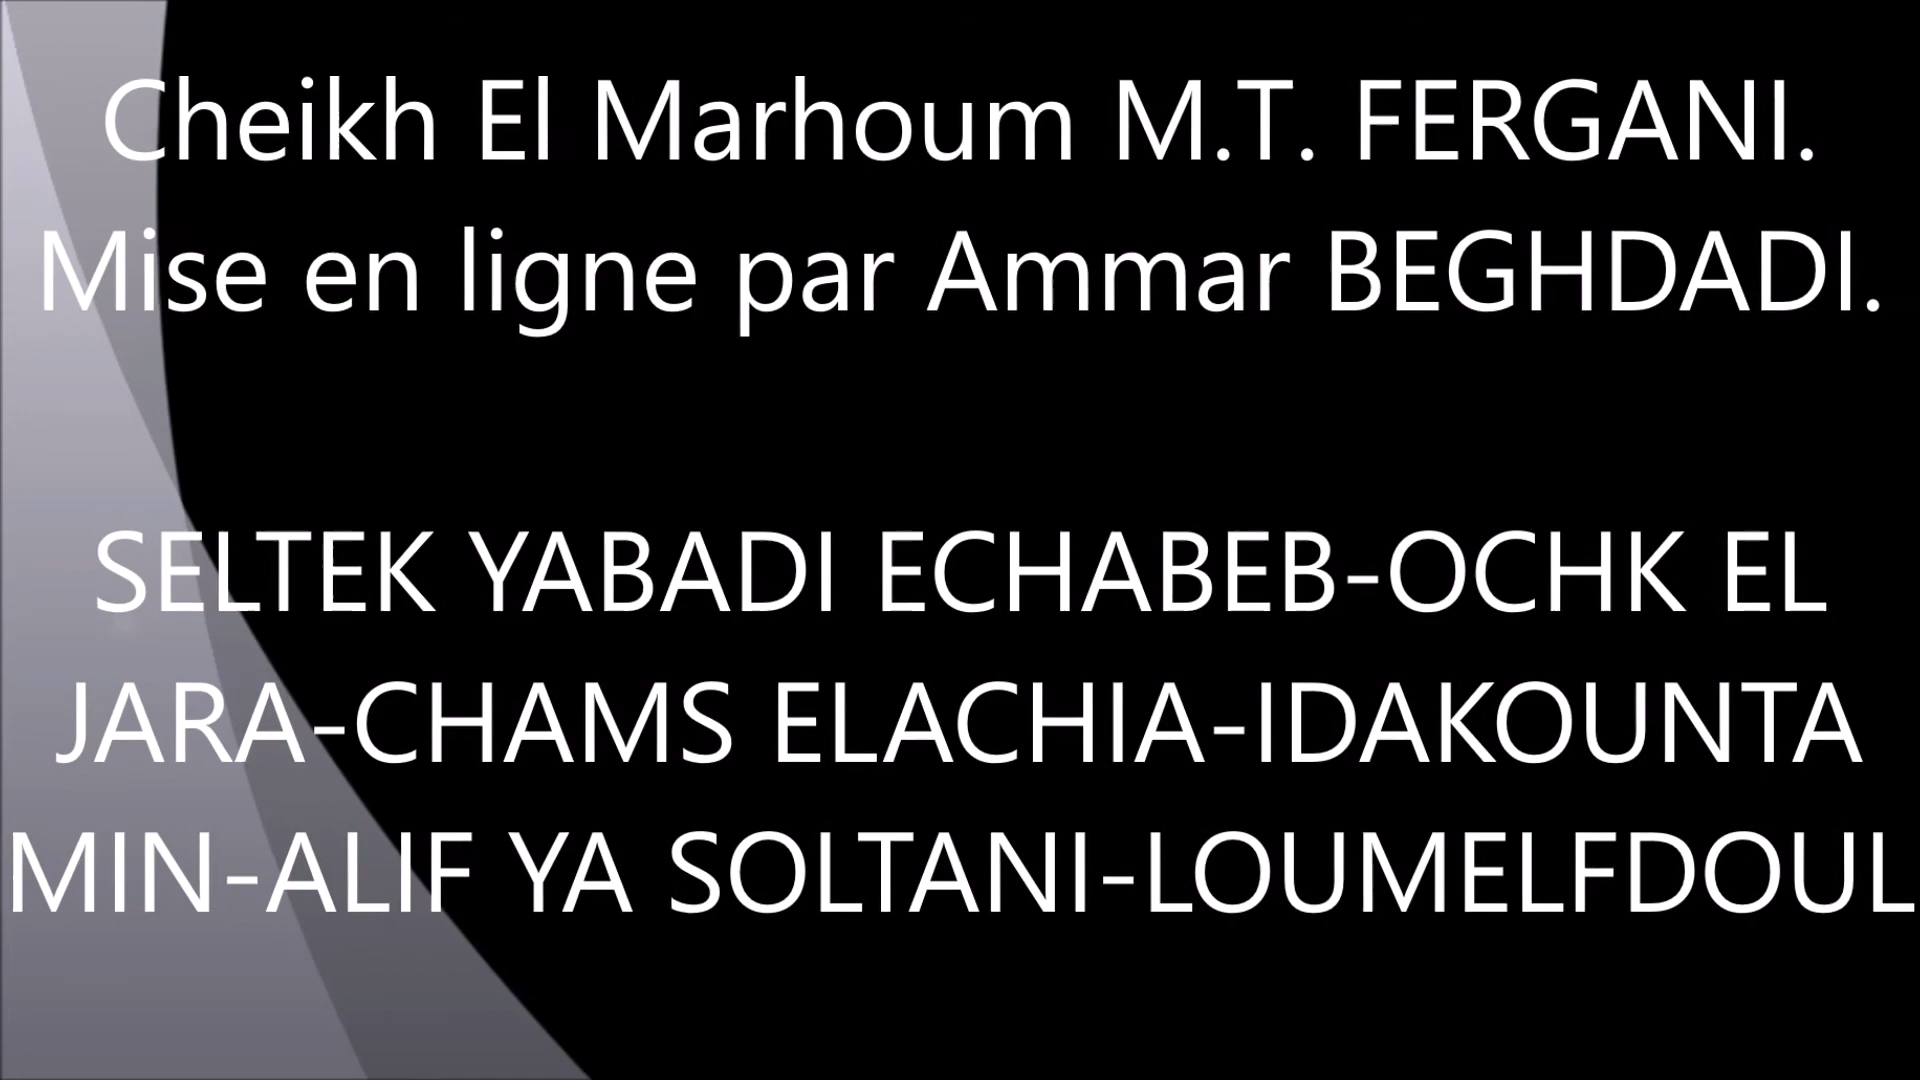 Cheikh El Marhoum M.T. FERGANI.
Mise en ligne par Ammar BEGHDADI.
SELTEK YABADI ECHABEB-OCHK EL
JARA-CHAMS ELACHIA-IDAKOUNTA
MIN-ALIF YA SOLTANI-LOUMELFDOUL